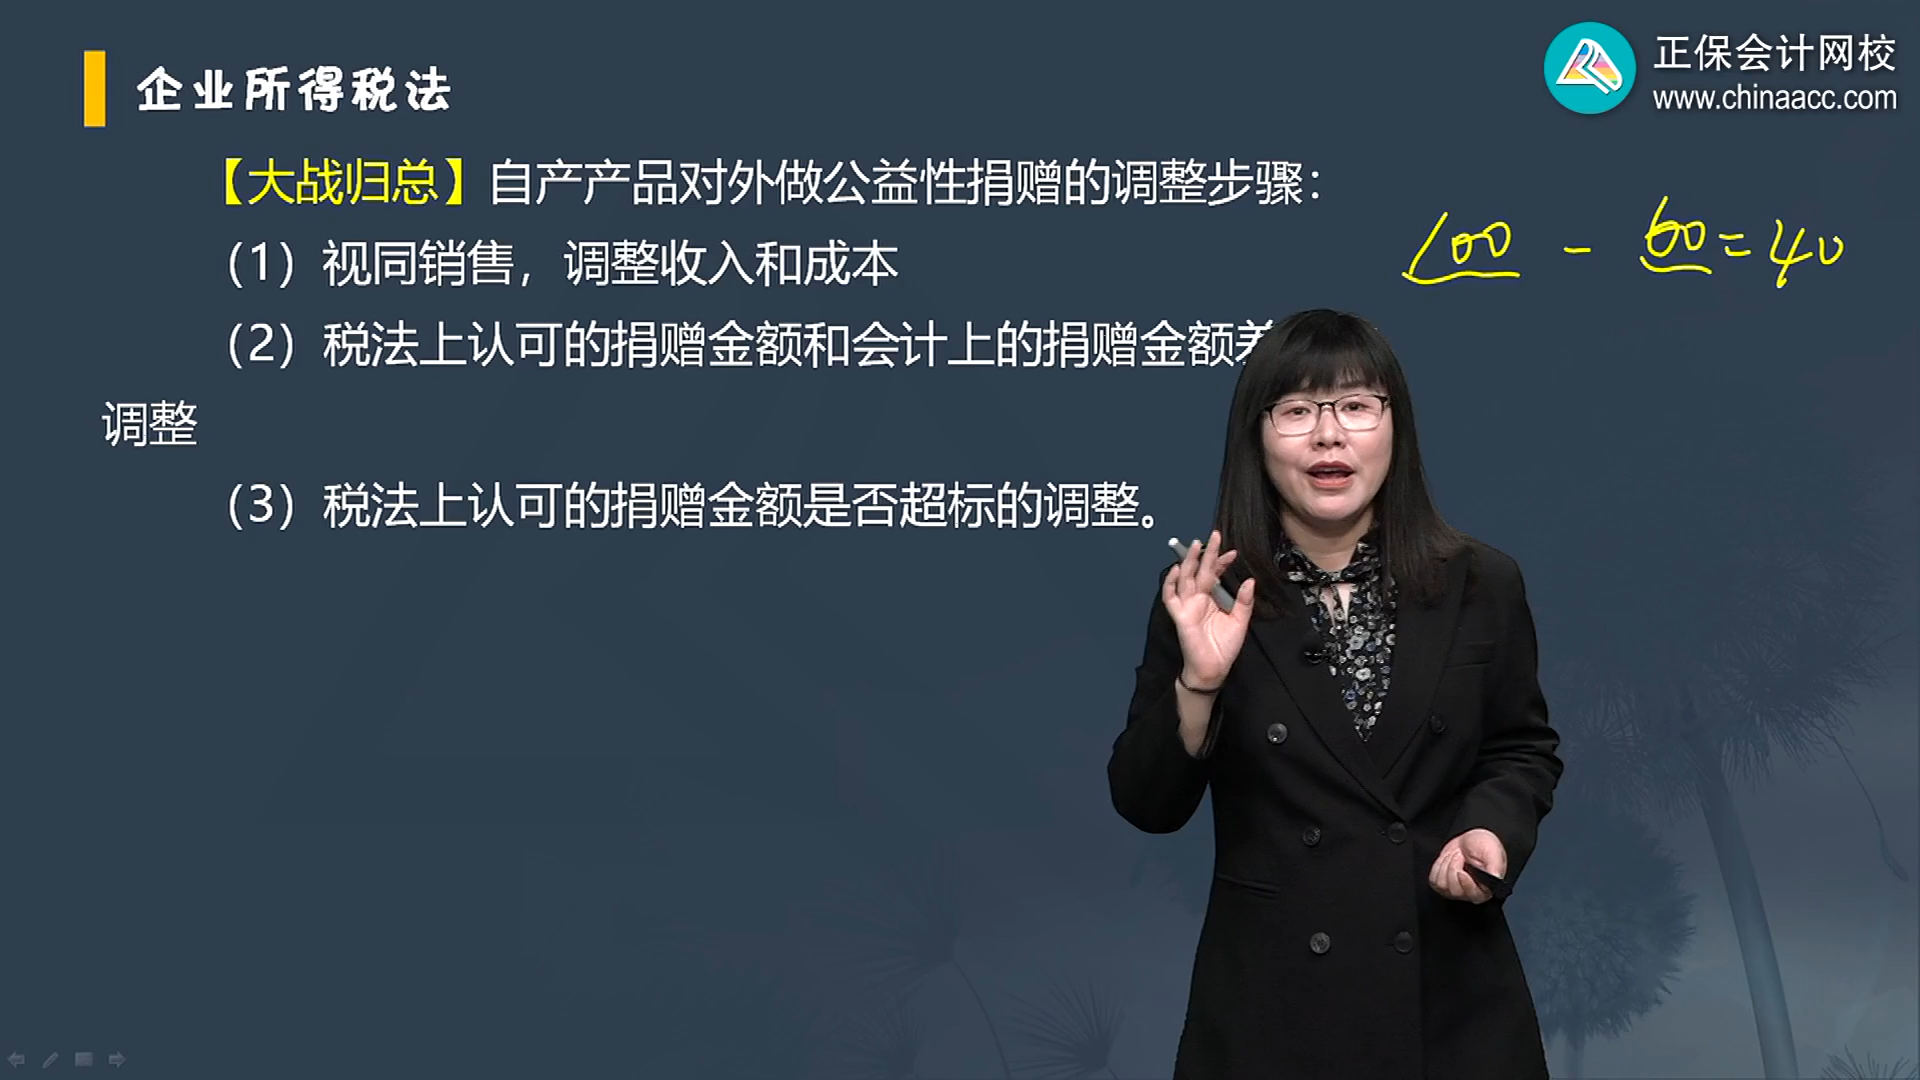 正保会计网校
www.chinaacc.com
企业所得税法
【大战归总】自产产品对外做公益性捐赠的调整步骤：
100 - 60=40
（1）视同销售，调整收入和成本
（2）税法上认可的捐赠金额和会计上的捐赠金额差
调整
（3）税法上认可的捐赠金额是否超标的调整。